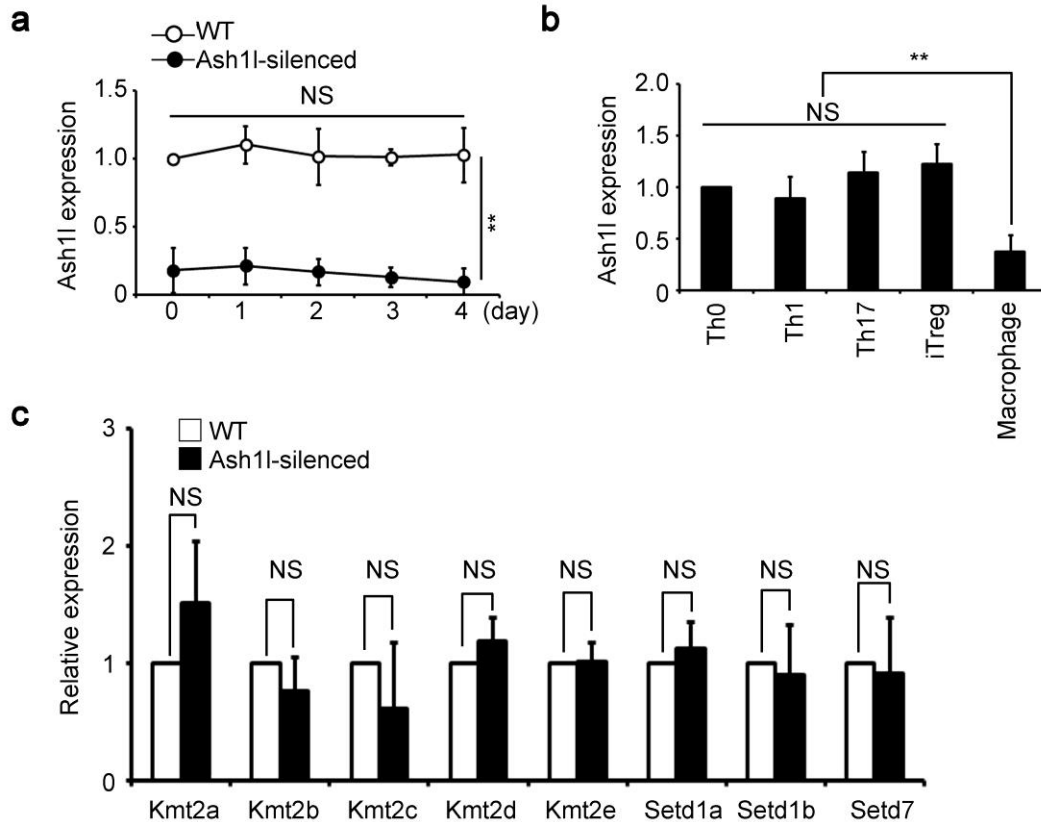 a
WT
Ash1l-silenced
Ash1l expression
1.5
1.0
0.5
0
NS
**
0 1 2 3 4 (day)
b
Ash1l expression
2.0
1.5
1.0
0.5
0.0
NS
**
Th0
Th1
Th17
iTreg
Macrophage
c
WT
Ash1l-silenced
Relative expression
3
2
1
0
NS NS NS NS NS NS NS NS
Kmt2a Kmt2b Kmt2c Kmt2d Kmt2e Setd1a Setd1b Setd7